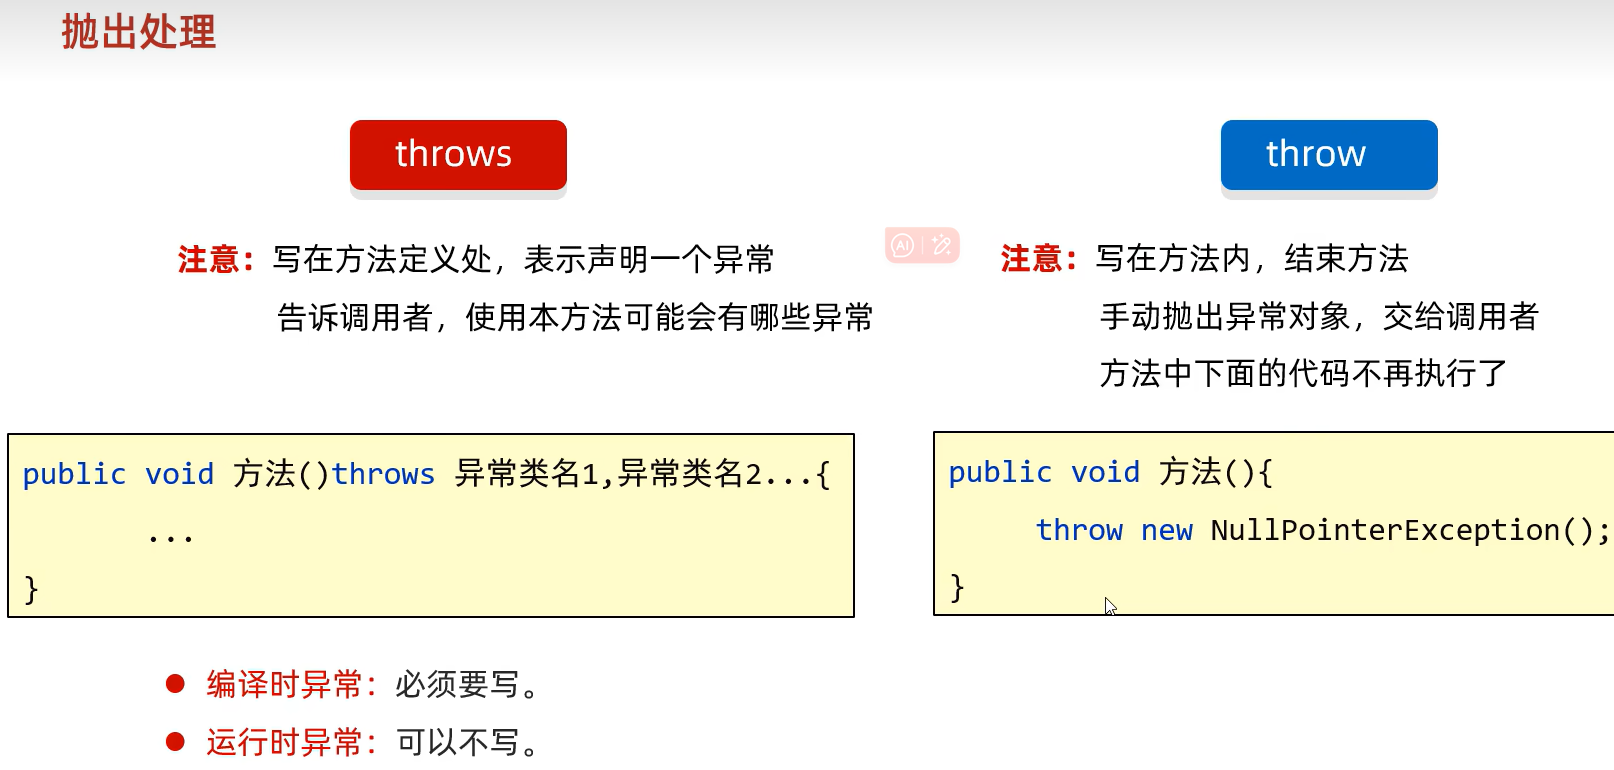 抛出处理
throws
注意：写在方法定义处，表示声明一个异常
告诉调用者，使用本方法可能会有哪些异常
public void 方法()throws 异常类名1,异常类名2...{
...
}
编译时异常：必须要写。
运行时异常：可以不写。
AI
throw
注意：写在方法内，结束方法
手动抛出异常对象，交给调用者
方法中下面的代码不再执行了
public void 方法(){
throw new NullPointerException();
}